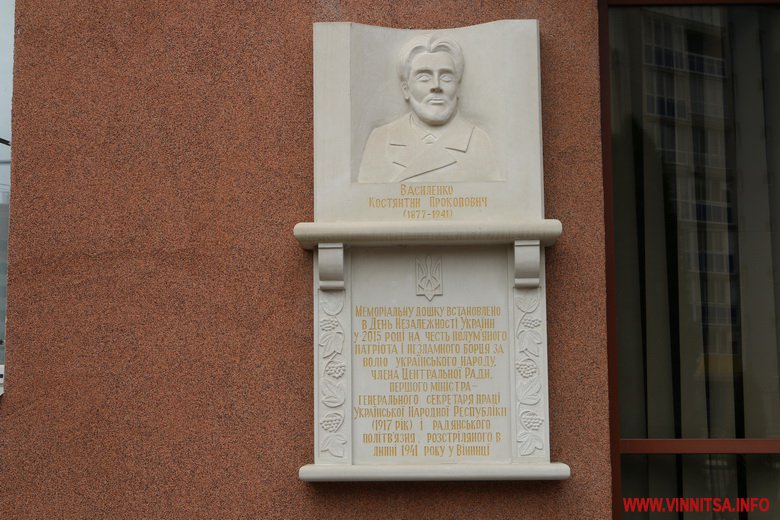 Василенко
Костянтин Прокопович
(1877-1941)
Меморіальну дошку встановлено
в День Незалежності України
у 2015 році на честь полум'яного
патріота і незламного борця за
волю українського народу,
члена Центральної Ради,
першого міністра-
генерального секретаря праці
Української Народної Республіки
(1917 рік) і радянського
політв'язня, розстріляного в
липні 1941 року у Вінниці
WWW.VINNITSA.INFO